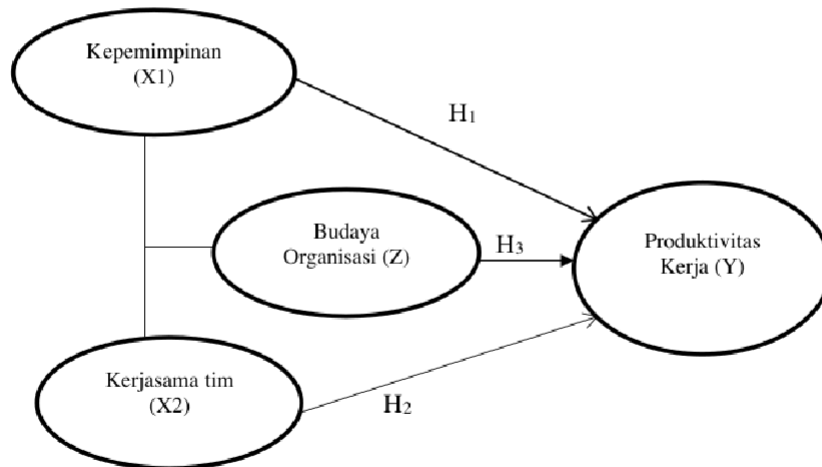 Kepemimpinan
(X1)
H1
Budaya
Organisasi (Z)
H3
Produktivitas
Kerja (Y)
Kerjasama tim
(X2)
H2